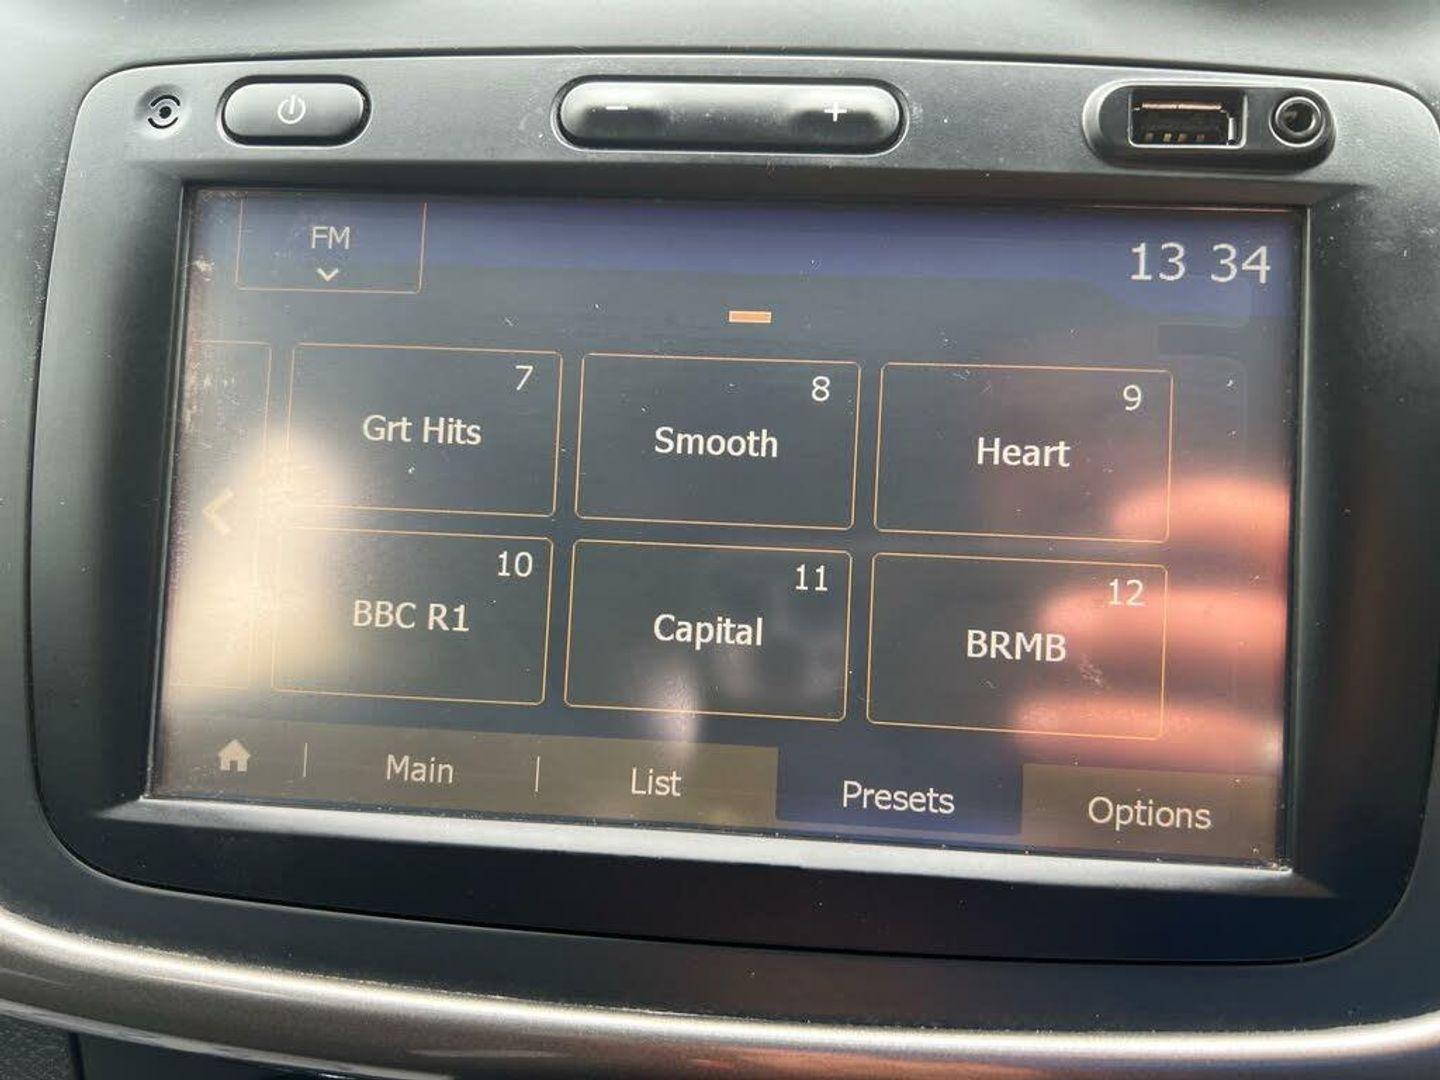 FM
13 34
7
Grt Hits
8
Smooth
9
Heart
10
BBC R1
11
Capital
12
BRMB
Main
List
Presets
Options